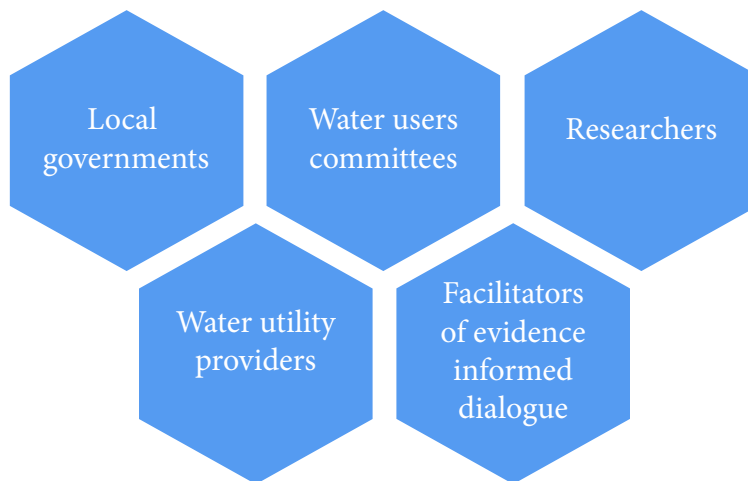 Local
governments
Water users
committees
Researchers
Water utility
providers
Facilitators
of evidence
informed
dialogue